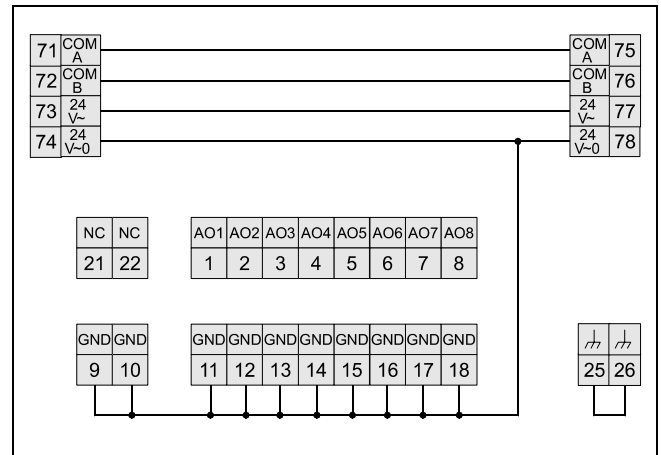 71 COM A COM A 75
72 COM B COM B 76
73 24 V~ 24 V~ 77
74 24 V~0 24 V~0 78
NC NC AO1 AO2 AO3 AO4 AO5 AO6 AO7 AO8
21 22 1 2 3 4 5 6 7 8
GND GND GND GND GND GND GND GND GND GND
9 10 11 12 13 14 15 16 17 18 25 26